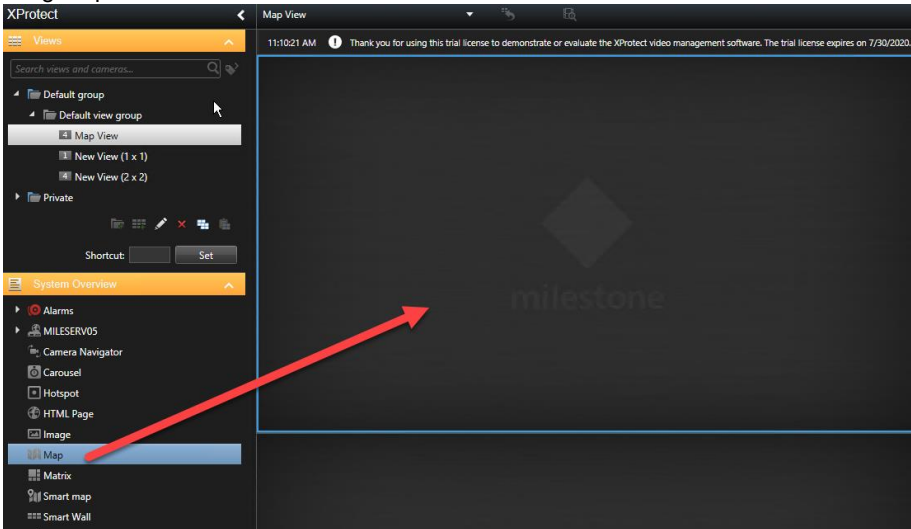 XProtect
Map View
Views
11:10:21 AM
Thank you for using this trial license to demonstrate or evaluate the XProtect video management software. The trial license expires on 7/30/2020.
Search views and cameras...
Default group
Default view group
4 Map View
1 New View (1 x 1)
4 New View (2 x 2)
Private
Shortcut:
Set
System Overview
Alarms
MILESERV05
Camera Navigator
Carousel
Hotspot
HTML Page
Image
Map
Matrix
Smart map
Smart Wall
milestone